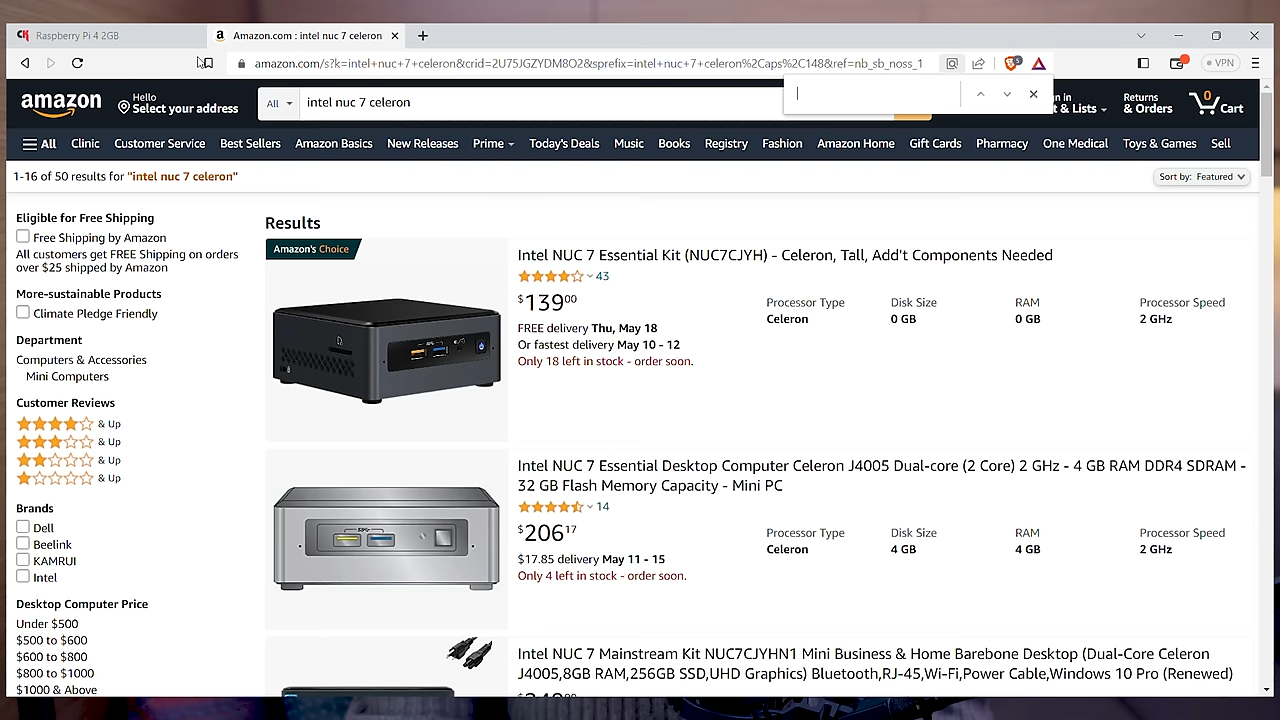 Raspberry Pi 4 2GB
a Amazon.com : intel nuc 7 celeron
amazon.com/s?k=intel+nuc+7+celeron&crid=2U75JGZYDM8O2&sprefix=intel+nuc+7+celeron%2Caps%2C148&ref=nb_sb_noss_1
5
VPN
amazon
Hello
Select your address
All
intel nuc 7 celeron
n in
t & Lists
Returns
& Orders
0
Cart
All
Clinic
Customer Service
Best Sellers
Amazon Basics
New Releases
Prime
Today's Deals
Music
Books
Registry
Fashion
Amazon Home
Gift Cards
Pharmacy
One Medical
Toys & Games
Sell
1-16 of 50 results for "intel nuc 7 celeron"
Sort by: Featured
Eligible for Free Shipping
Free Shipping by Amazon
All customers get FREE Shipping on orders
over $25 shipped by Amazon
More-sustainable Products
Climate Pledge Friendly
Department
Computers & Accessories
Mini Computers
Customer Reviews
& Up
& Up
& Up
& Up
Brands
Dell
Beelink
KAMRUI
Intel
Desktop Computer Price
Under $500
$500 to $600
$600 to $800
$800 to $1000
$1000 & Above
Results
Amazon's Choice
Intel NUC 7 Essential Kit (NUC7CJYH) - Celeron, Tall, Add't Components Needed
43
$139.00
FREE delivery Thu, May 18
Or fastest delivery May 10 - 12
Only 18 left in stock - order soon.
Processor Type
Celeron
Disk Size
0 GB
RAM
0 GB
Processor Speed
2 GHz
Intel NUC 7 Essential Desktop Computer Celeron J4005 Dual-core (2 Core) 2 GHz - 4 GB RAM DDR4 SDRAM -
32 GB Flash Memory Capacity - Mini PC
14
$206.17
$17.85 delivery May 11 - 15
Only 4 left in stock - order soon.
Processor Type
Celeron
Disk Size
4 GB
RAM
4 GB
Processor Speed
2 GHz
Intel NUC 7 Mainstream Kit NUC7CJYHN1 Mini Business & Home Barebone Desktop (Dual-Core Celeron
J4005,8GB RAM,256GB SSD,UHD Graphics) Bluetooth,RJ-45,Wi-Fi,Power Cable,Windows 10 Pro (Renewed)